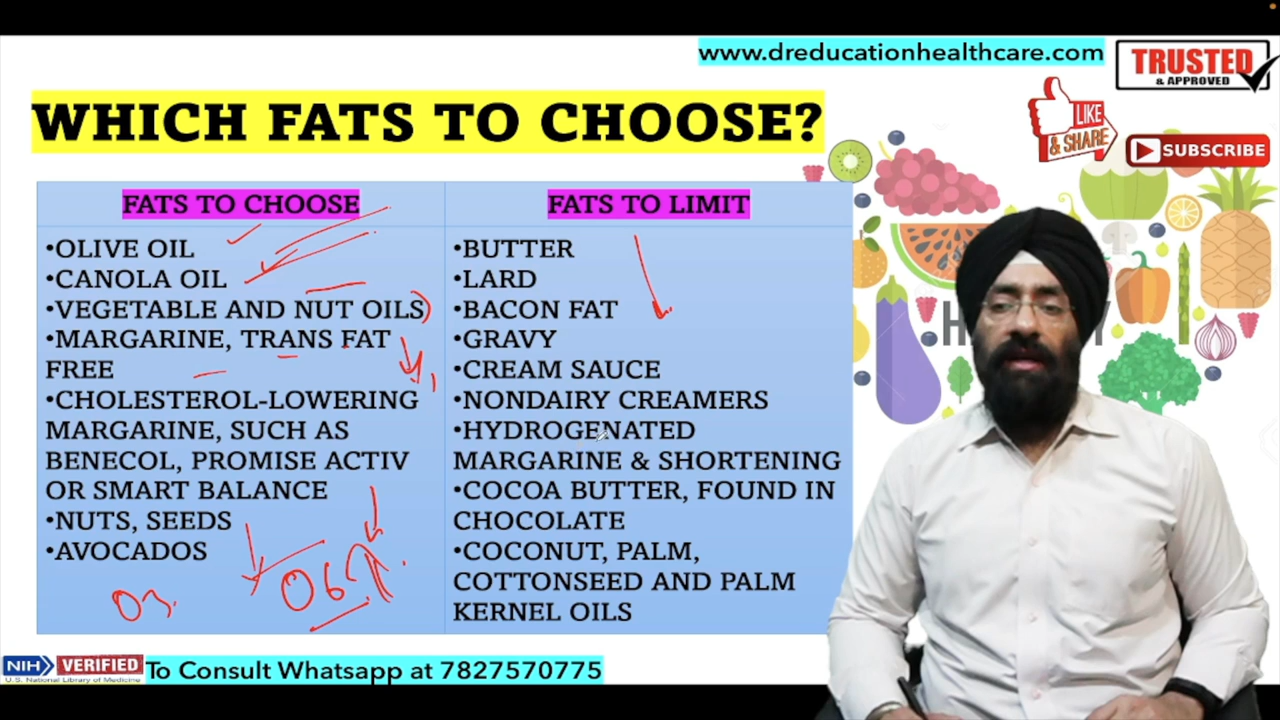 www.dreducationhealthcare.com
TRUSTED
& APPROVED
WHICH FATS TO CHOOSE?
LIKE
& SHARE
SUBSCRIBE
FATS TO CHOOSE
•OLIVE OIL
•CANOLA OIL
•VEGETABLE AND NUT OILS
•MARGARINE, TRANS FAT
FREE
•CHOLESTEROL-LOWERING
MARGARINE, SUCH AS
BENECOL, PROMISE ACTIV
OR SMART BALANCE
•NUTS, SEEDS
•AVOCADOS
O3.
O6↑.
FATS TO LIMIT
•BUTTER
•LARD
•BACON FAT
•GRAVY
•CREAM SAUCE
•NONDAIRY CREAMERS
•HYDROGENATED
MARGARINE & SHORTENING
•COCOA BUTTER, FOUND IN
CHOCOLATE
•COCONUT, PALM,
COTTONSEED AND PALM
KERNEL OILS
NIH VERIFIED
U.S. National Library of Medicine
To Consult Whatsapp at 7827570775